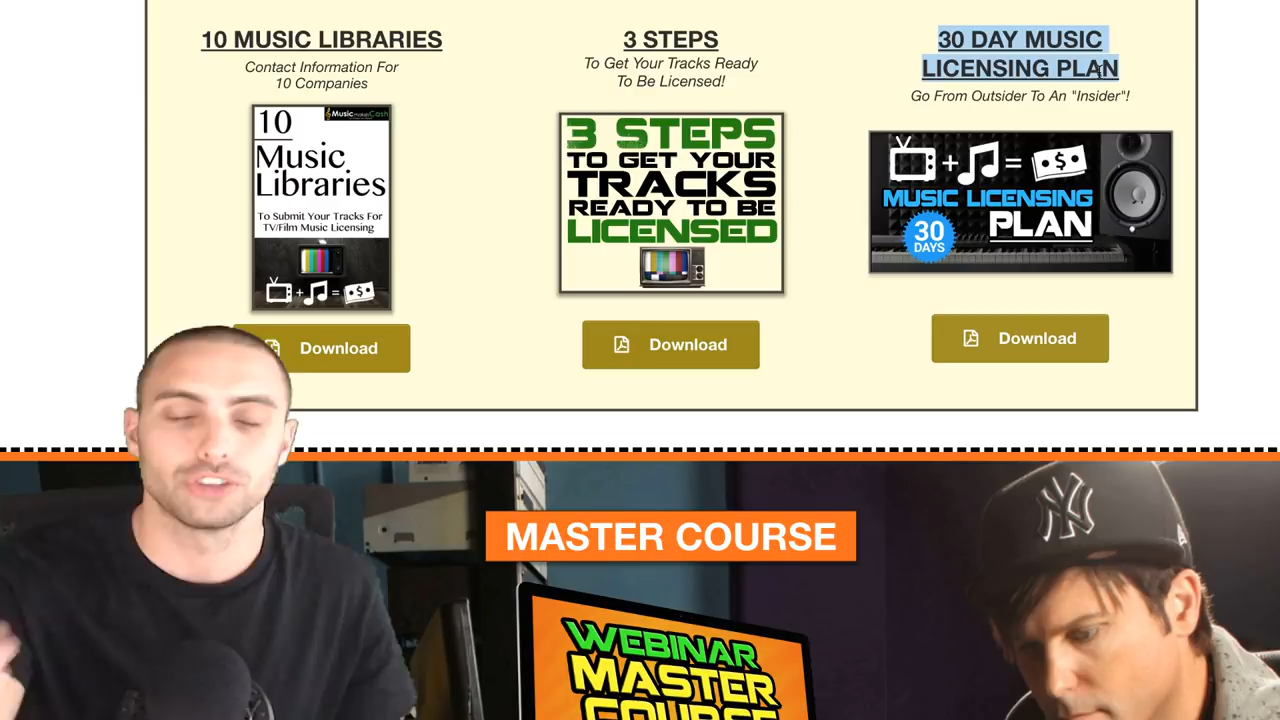 10 MUSIC LIBRARIES
Contact Information For
10 Companies
10
MusicMakesCash
Music
Libraries
To Submit Your Tracks For
TV/Film Music Licensing
+ =
Download
3 STEPS
To Get Your Tracks Ready
To Be Licensed!
3 STEPS
TO GET YOUR
TRACKS
READY TO BE
LICENSED
Download
30 DAY MUSIC
LICENSING PLAN
Go From Outsider To An "Insider"!
+ = $
MUSIC LICENSING
PLAN
30
DAYS
Download
MASTER COURSE
WEBINAR
MASTER
COURSE
NY